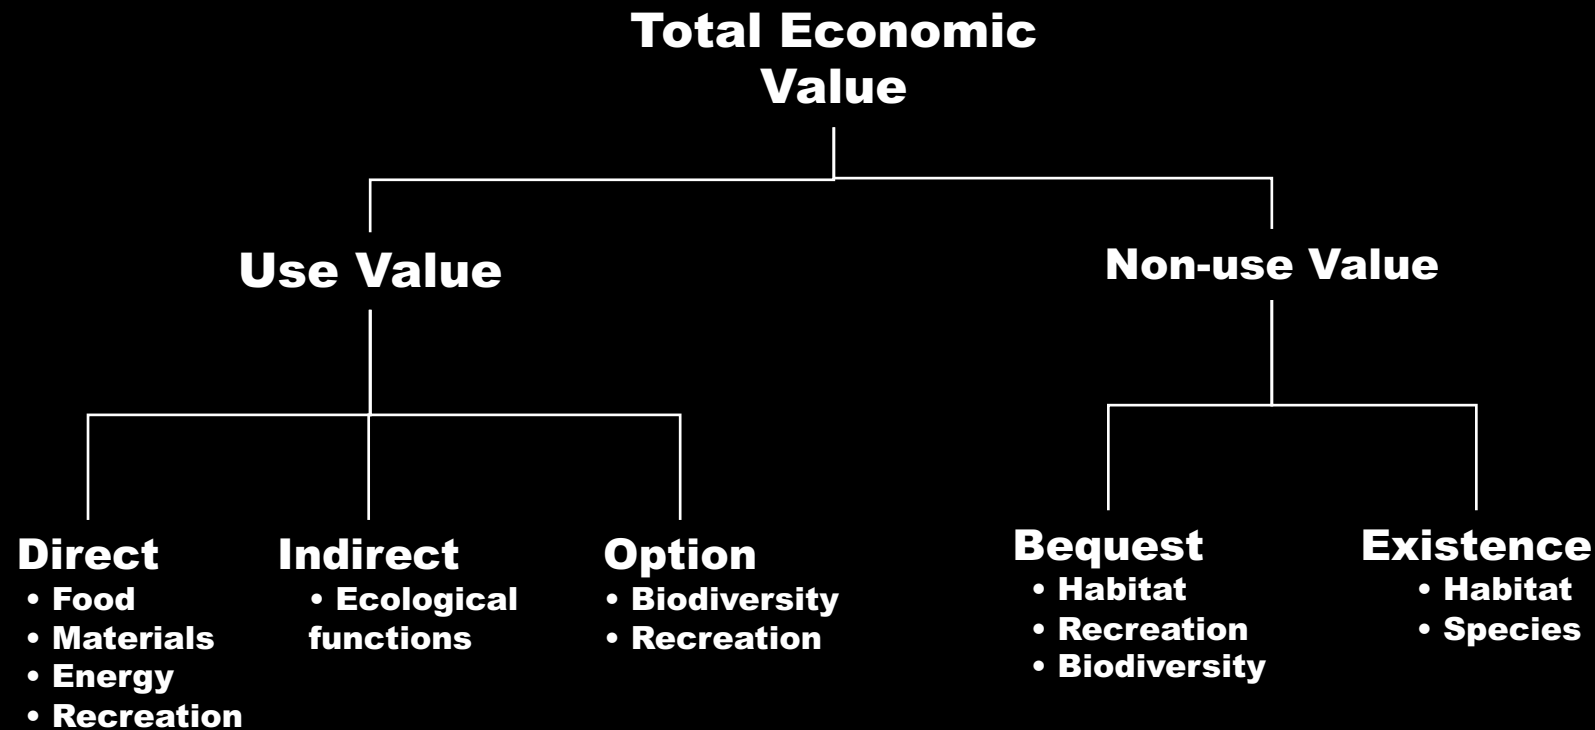 Total Economic
Value
Use Value
Non-use Value
Direct
• Food
• Materials
• Energy
• Recreation
Indirect
• Ecological
functions
Option
• Biodiversity
• Recreation
Bequest
• Habitat
• Recreation
• Biodiversity
Existence
• Habitat
• Species